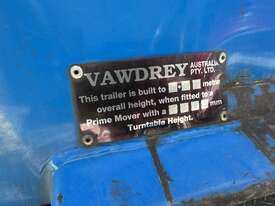 VAWDREY AUSTRALIA PTY. LTD.
This trailer is built to metres
overall height, when fitted to a
Prime Mover with a mm
Turntable Height.